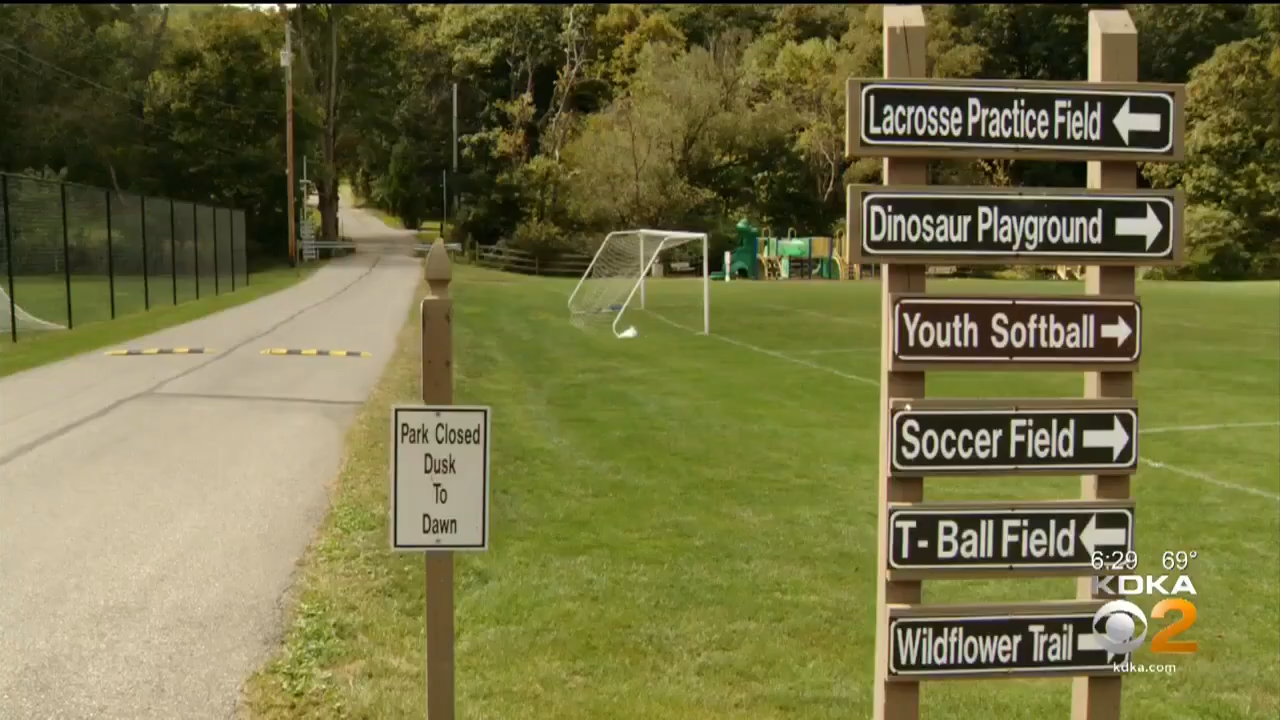 Lacrosse Practice Field
Dinosaur Playground
Youth Softball
Soccer Field
T-Ball Field
Wildflower Trail
Park Closed
Dusk
To
Dawn
6:29 69°
KDKA
2
kdka.com